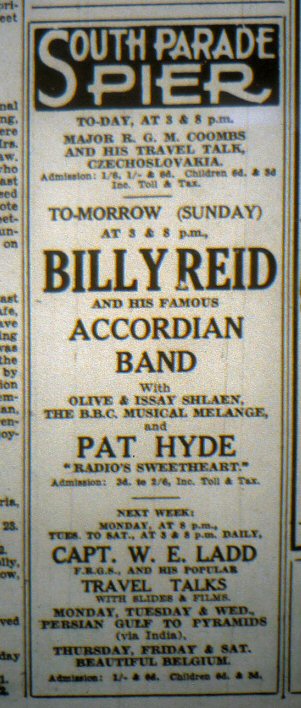 SOUTH PARADE
PIER
TO-DAY, AT 3 & 8 p.m.
MAJOR R. G. M. COOMBS
AND HIS TRAVEL TALK,
CZECHOSLOVAKIA.
Admission: 1/6, 1/- & 6d. Children 6d. & 3d
Inc. Toll & Tax.
TO-MORROW (SUNDAY)
AT 3 & 8 p.m.,
BILLY REID
AND HIS FAMOUS
ACCORDIAN
BAND
With
OLIVE & ISSAY SHLAEN,
THE B.B.C. MUSICAL MELANGE,
and
PAT HYDE
"RADIO'S SWEETHEART."
Admission: 3d. to 2/6, Inc. Toll & Tax.
NEXT WEEK:
MONDAY, AT 8 p.m.,
TUES. TO SAT., AT 3 & 8 p.m. DAILY,
CAPT. W. E. LADD
F.R.G.S., AND HIS POPULAR
TRAVEL TALKS
WITH SLIDES & FILMS.
MONDAY, TUESDAY & WED.,
PERSIAN GULF TO PYRAMIDS
(via India),
THURSDAY, FRIDAY & SAT.
BEAUTIFUL BELGIUM.
Admission: 1/- & 6d. Children 6d. & 3d.